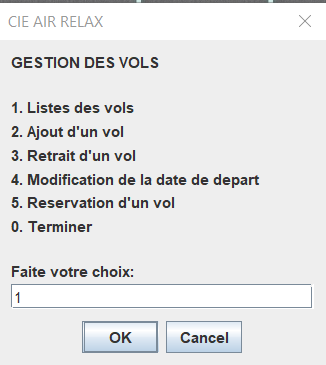 CIE AIR RELAX
GESTION DES VOLS
1. Listes des vols
2. Ajout d'un vol
3. Retrait d'un vol
4. Modification de la date de depart
5. Reservation d'un vol
0. Terminer
Faite votre choix:
1
OK Cancel